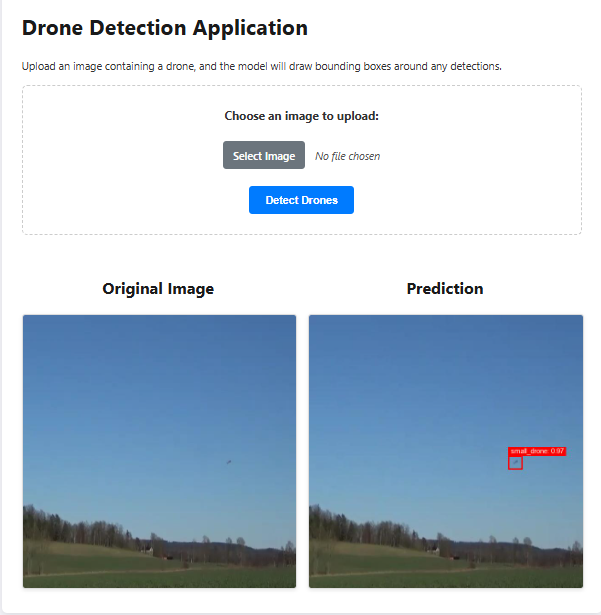 Drone Detection Application
Upload an image containing a drone, and the model will draw bounding boxes around any detections.
Choose an image to upload:
Select Image No file chosen
Detect Drones
Original Image Prediction
small_drone: 0.97